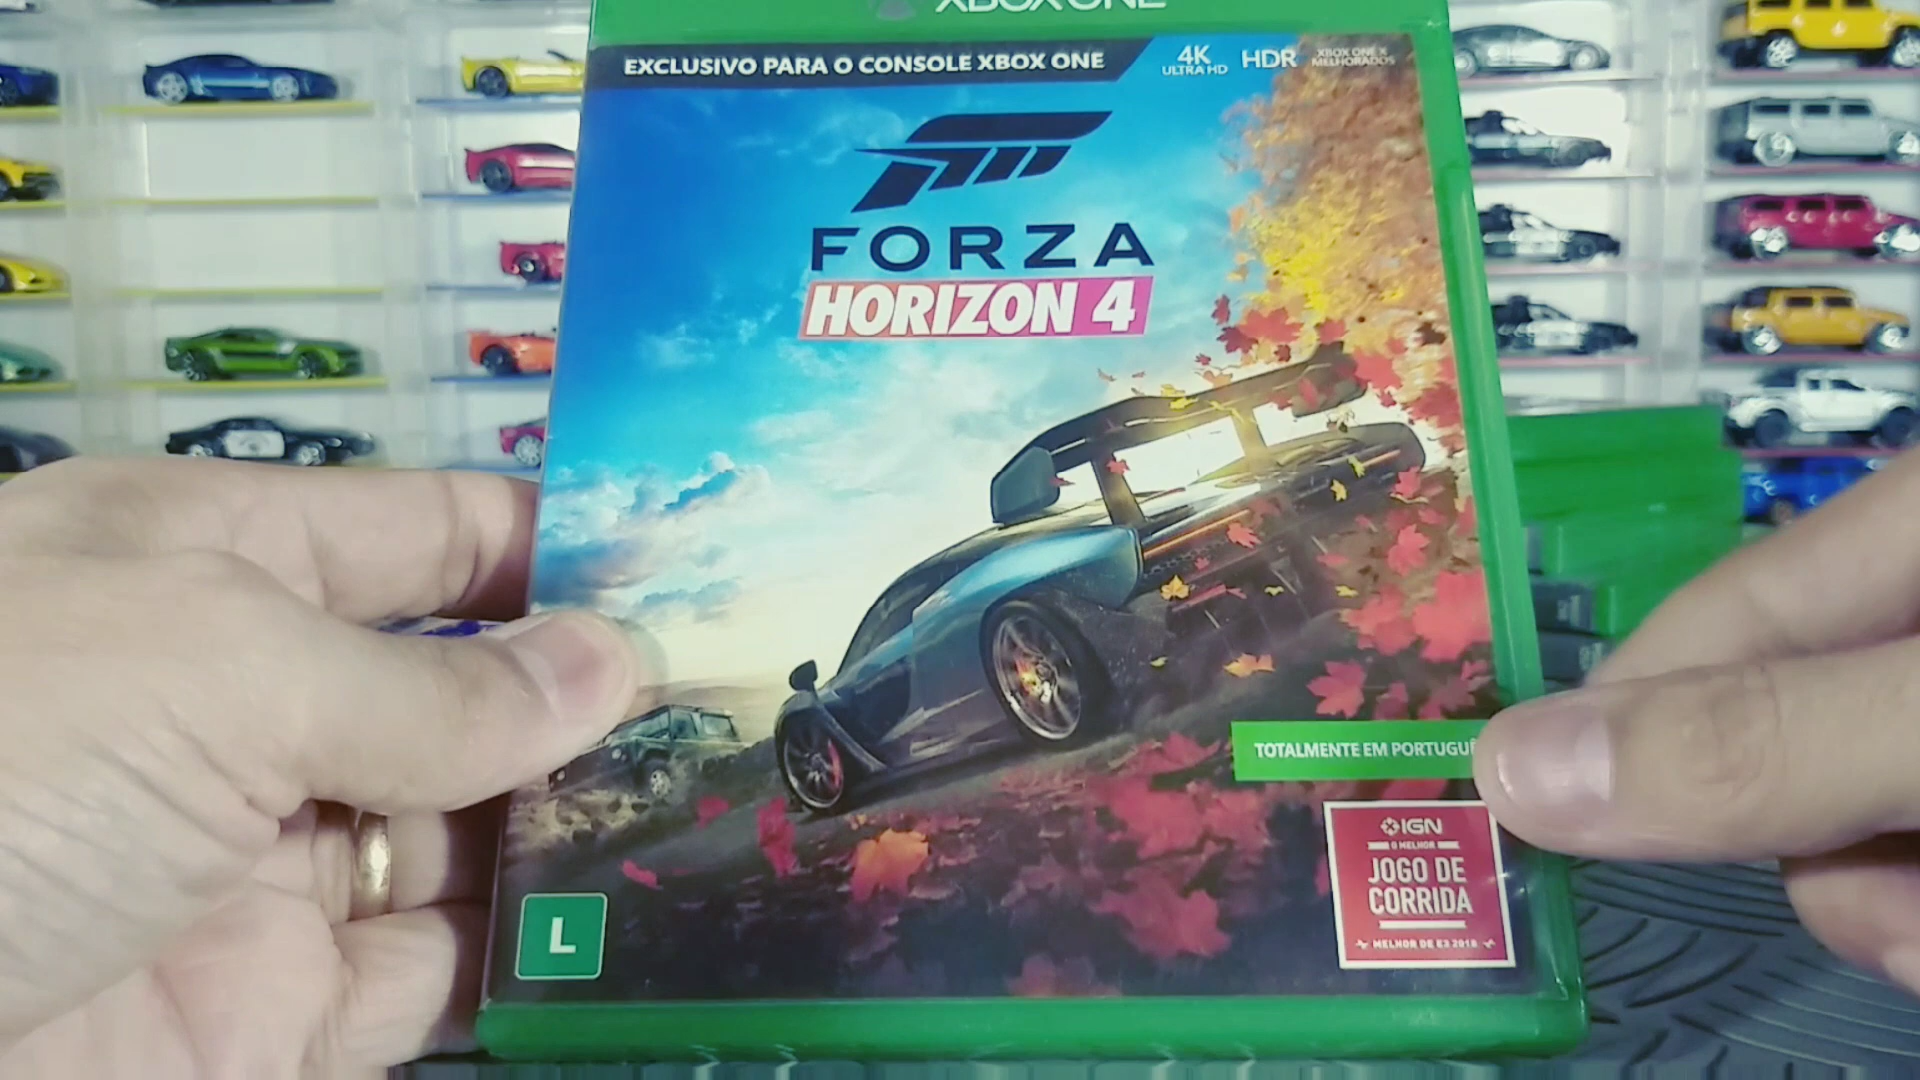 XBOX ONE
EXCLUSIVO PARA O CONSOLE XBOX ONE
4K
ULTRA HD
HDR
XBOX ONE X
MELHORADOS
FORZA
HORIZON 4
TOTALMENTE EM PORTUGU
IGN
O MELHOR
JOGO DE
CORRIDA
MELHOR DE E3 2018
L